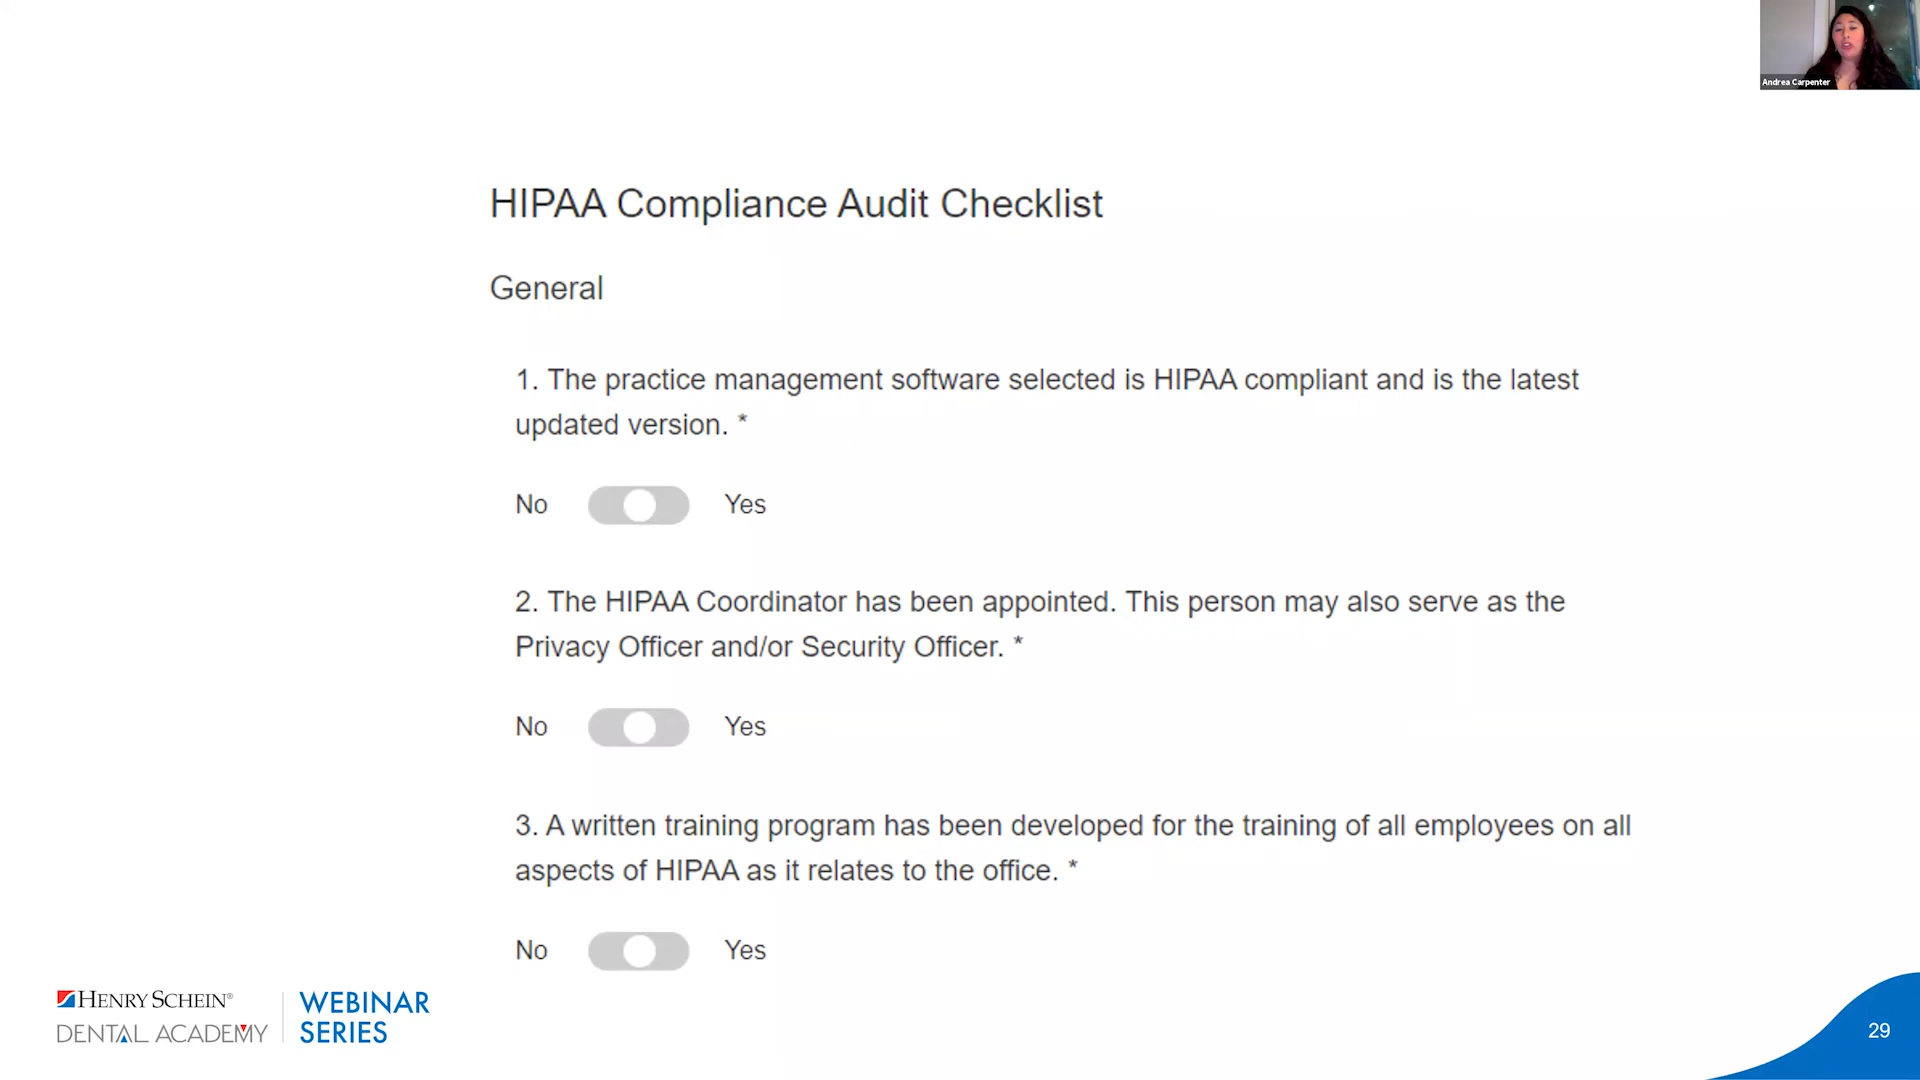 Andrea Carpenter
HIPAA Compliance Audit Checklist
General
1. The practice management software selected is HIPAA compliant and is the latest
updated version. *
No Yes
2. The HIPAA Coordinator has been appointed. This person may also serve as the
Privacy Officer and/or Security Officer. *
No Yes
3. A written training program has been developed for the training of all employees on all
aspects of HIPAA as it relates to the office. *
No Yes
HENRY SCHEIN®
DENTAL ACADEMY
WEBINAR
SERIES
29